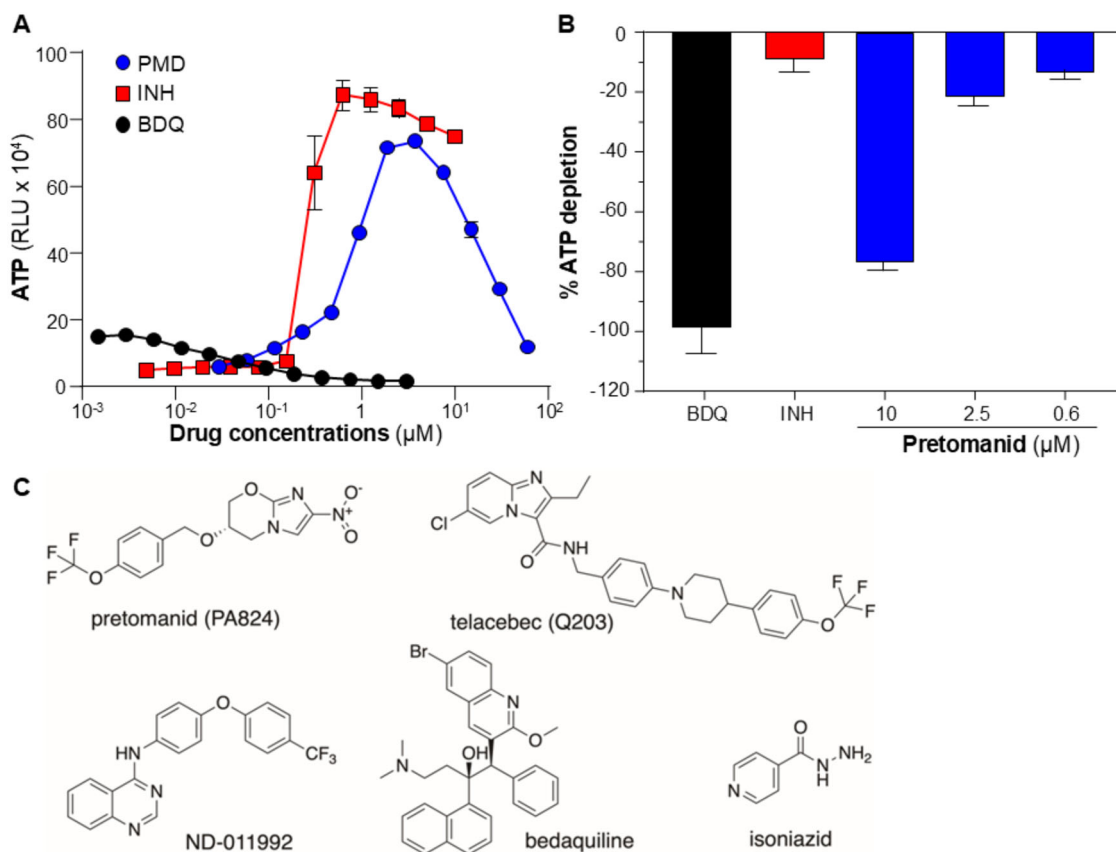 A
ATP (RLU x 10⁴)
100
80
60
40
20
0
PMD
INH
BDQ
10⁻³ 10⁻² 10⁻¹ 1 10¹ 10²
Drug concentrations (µM)
B
% ATP depletion
0
-20
-40
-60
-80
-100
-120
BDQ INH 10 2.5 0.6
Pretomanid (µM)
C
O N O⁻
N N⁺
O O
F
F
F O
pretomanid (PA824)
N
Cl N
O NH
N
F
F
O F
telacebec (Q203)
O
HN CF₃
N
N
ND-011992
Br
N
OH O
N
bedaquiline
O
NH₂
N
H
N
isoniazid